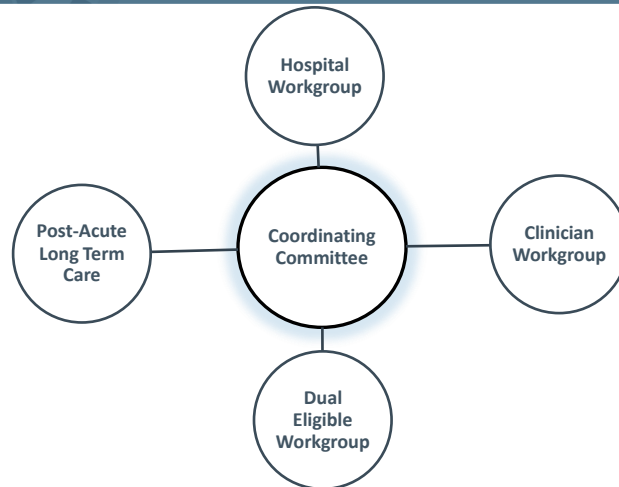 Hospital
Workgroup
Post-Acute
Long Term
Care
Coordinating
Committee
Clinician
Workgroup
Dual
Eligible
Workgroup